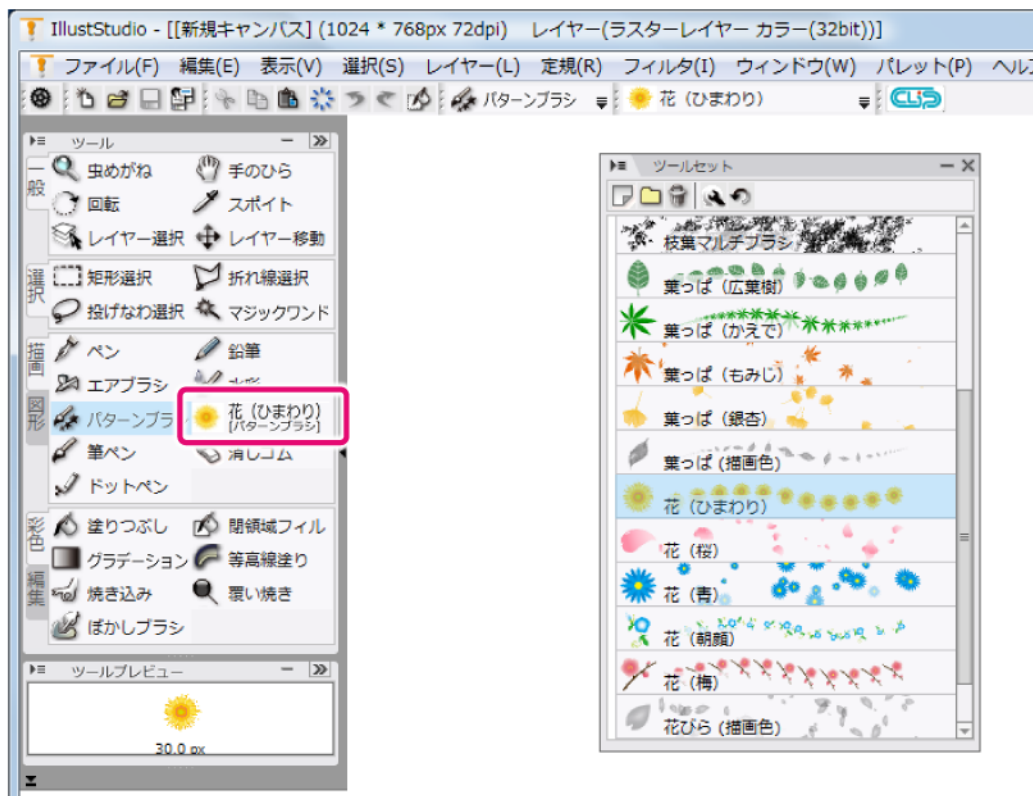 IllustStudio - [[新規キャンバス] (1024 * 768px 72dpi) レイヤー(ラスターレイヤー カラー(32bit))]
ファイル(F) 編集(E) 表示(V) 選択(S) レイヤー(L) 定規(R) フィルタ(I) ウィンドウ(W) パレット(P)
パターンブラシ 花（ひまわり） CLIP
ツール
一般
虫めがね 手のひら
回転 スポイト
レイヤー選択 レイヤー移動
選択
矩形選択 折れ線選択
投げなわ選択 マジックワンド
描画
ペン 鉛筆
エアブラシ
図形
パターンブラ 花（ひまわり）
[パターンブラシ]
筆ペン 消しゴム
ドットペン
彩色
塗りつぶし 閉領域フィル
グラデーション 等高線塗り
編集
焼き込み 覆い焼き
ぼかしブラシ
ツールプレビュー
30.0 px
ツールセット
枝葉マルチブラシ
葉っぱ（広葉樹）
葉っぱ（かえで）
葉っぱ（もみじ）
葉っぱ（銀杏）
葉っぱ (描画色)
花（ひまわり）
花（桜）
花（青）
花（朝顔）
花（梅）
花びら（描画色）